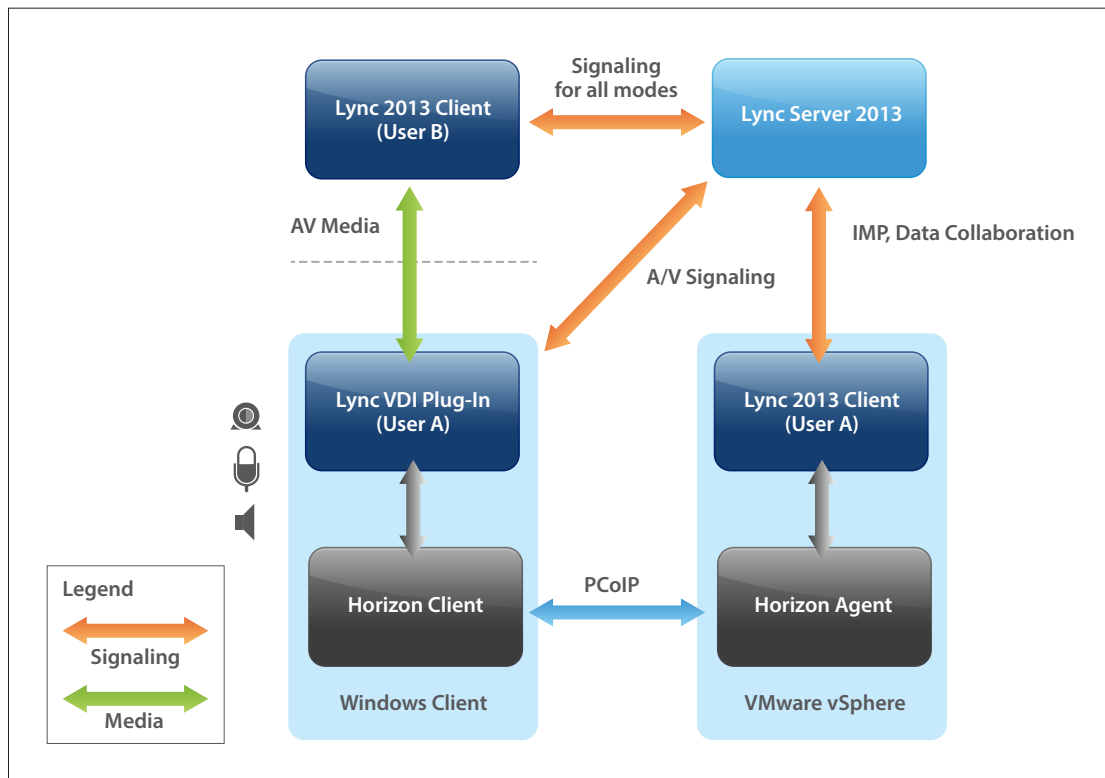 Signaling
for all modes
Lync 2013 Client
(User B)
Lync Server 2013
AV Media
IMP, Data Collaboration
A/V Signaling
Lync VDI Plug-In
(User A)
Lync 2013 Client
(User A)
PCoIP
Horizon Client
Horizon Agent
Windows Client
VMware vSphere
Legend
Signaling
Media